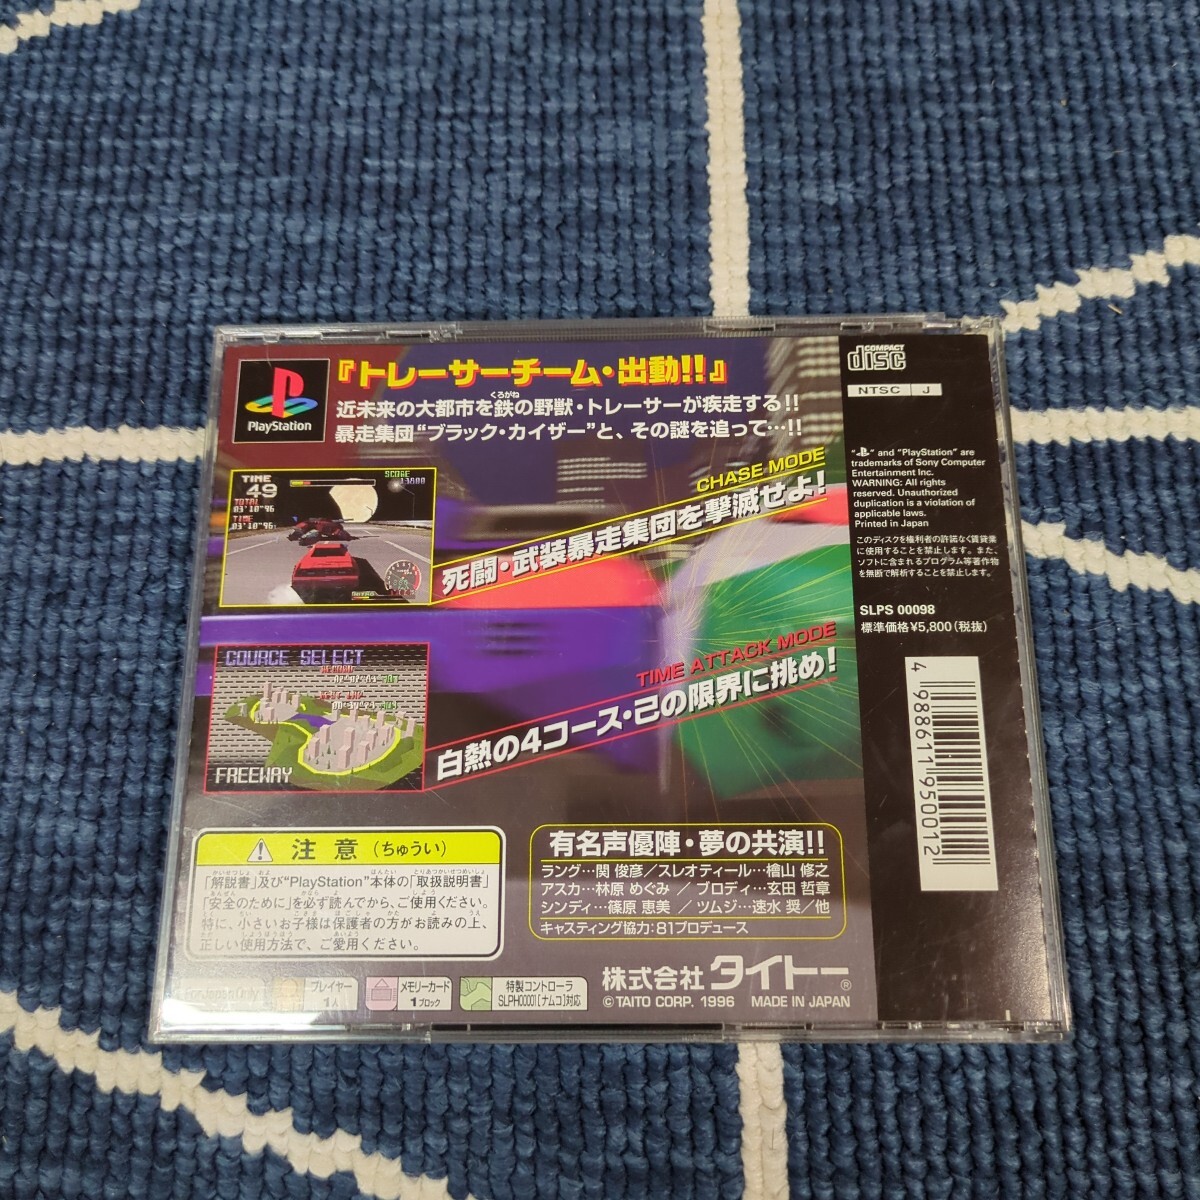 PlayStation
『トレーサーチーム・出動!!』
近未来の大都市を鉄の野獣・トレーサーが疾走する!!
くろがね
暴走集団“ブラック・カイザー”と、その謎を追って…!!
TIME
49
TOTAL
03'10"96
TIME
03'10"96
SCORE
13800
CHASE MODE
死闘・武装暴走集団を撃滅せよ!
COURCE SELECT
FREEWAY
TIME ATTACK MODE
白熱の4コース・己の限界に挑め!
注 意 (ちゅうい)
「解説書」及び“PlayStation”本体の「取扱説明書」
「安全のために」を必ず読んでから、ご使用ください。
特に、小さいお子様は保護者の方がお読みの上、
正しい使用方法で、ご愛用ください。
有名声優陣・夢の共演!!
ラング…関 俊彦／スレオティール…檜山 修之
アスカ…林原 めぐみ ／ ブロディ…玄田 哲章
シンディ…篠原 恵美 ／ ツムジ…速水 奨／他
キャスティング協力:81プロデュース
For Japan Only
プレイヤー
1人
メモリーカード
1ブロック
特製コントローラ
SLPH00001[ナムコ]対応
株式会社 タイトー®
©TAITO CORP. 1996 MADE IN JAPAN
COMPACT
disc
NTSC J
"PS" and "PlayStation" are
trademarks of Sony Computer
Entertainment Inc.
WARNING: All rights
reserved. Unauthorized
duplication is a violation of
applicable laws.
Printed in Japan
このディスクを権利者の許諾なく賃貸業
に使用することを禁止します。また、
ソフトに含まれるプログラム等著作物
を無断で解析することを禁止します。
SLPS 00098
標準価格¥5,800(税抜)
4 988611 950012